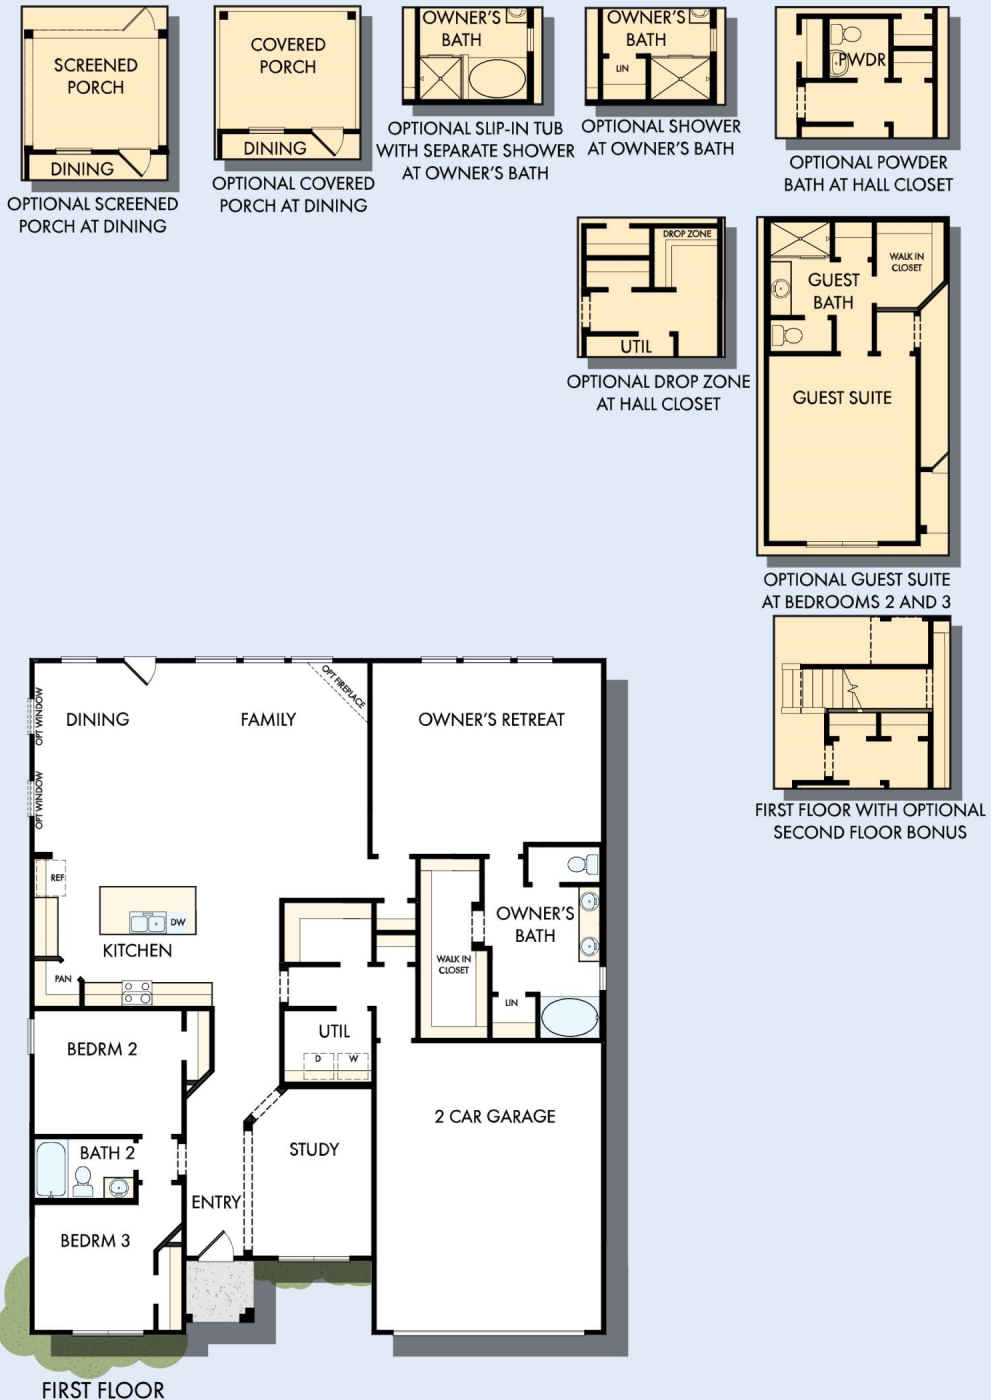 SCREENED
PORCH
DINING
OPTIONAL SCREENED
PORCH AT DINING
COVERED
PORCH
DINING
OPTIONAL COVERED
PORCH AT DINING
OWNER'S
BATH
OPTIONAL SLIP-IN TUB
WITH SEPARATE SHOWER
AT OWNER'S BATH
OWNER'S
BATH
LIN
OPTIONAL SHOWER
AT OWNER'S BATH
PWDR
OPTIONAL POWDER
BATH AT HALL CLOSET
DROP ZONE
UTIL
OPTIONAL DROP ZONE
AT HALL CLOSET
WALK IN
CLOSET
GUEST
BATH
GUEST SUITE
OPTIONAL GUEST SUITE
AT BEDROOMS 2 AND 3
FIRST FLOOR WITH OPTIONAL
SECOND FLOOR BONUS
OPT WINDOW
OPT WINDOW
DINING
FAMILY
OPT FIREPLACE
OWNER'S RETREAT
REF
DW
KITCHEN
PAN
OWNER'S
BATH
WALK IN
CLOSET
LIN
UTIL
D
W
BEDRM 2
2 CAR GARAGE
BATH 2
STUDY
ENTRY
BEDRM 3
FIRST FLOOR